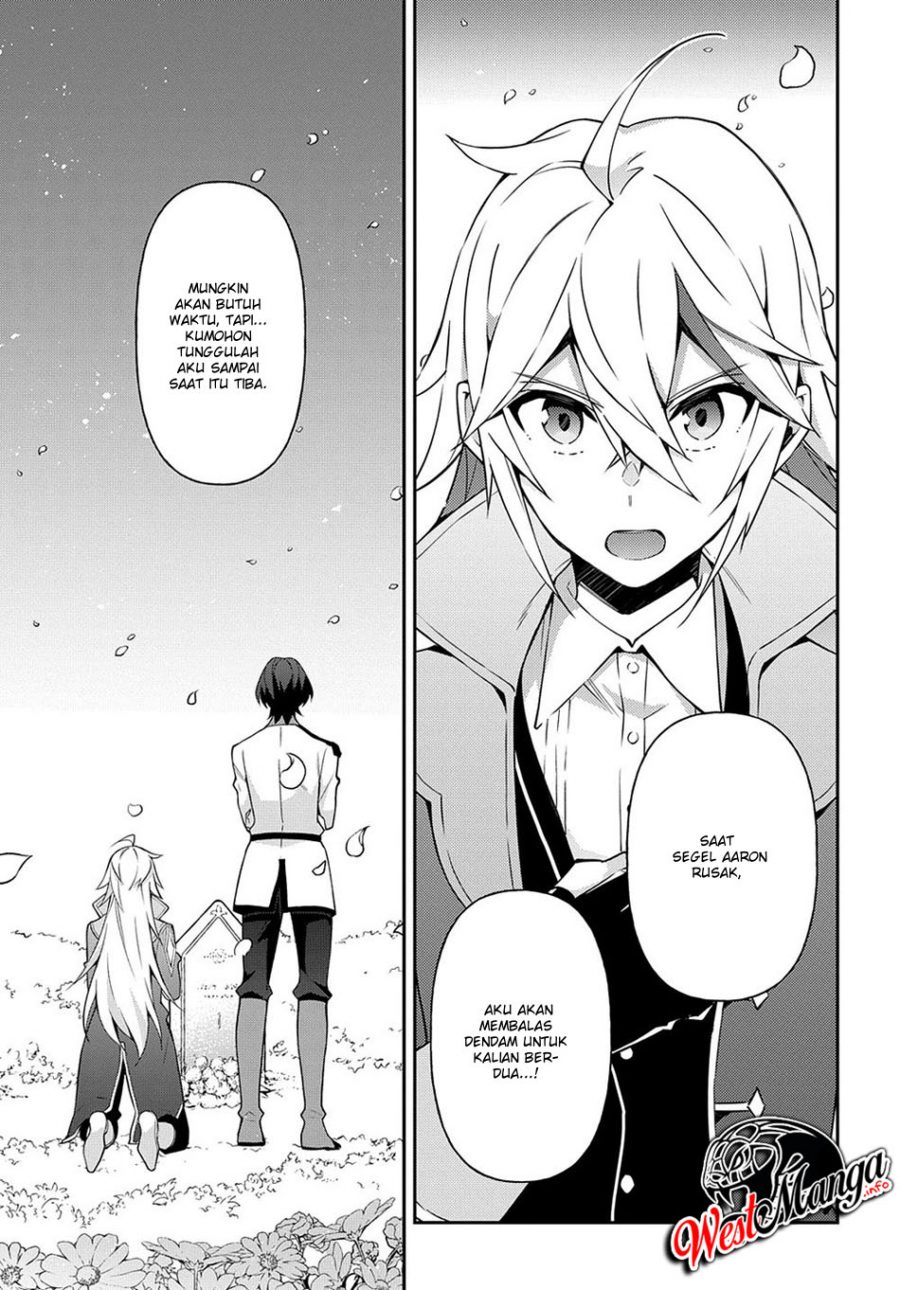 SAAT
SEGEL AARON
RUSAK,
AKU AKAN
MEMBALAS
DENDAM UNTUK
KALIAN BER-
DUA...!
MUNGKIN
AKAN BUTUH
WAKTU, TAPI...
KUMOHON
TUNGGULAH
AKU SAMPAI
SAAT ITU TIBA.
WestManga
.info